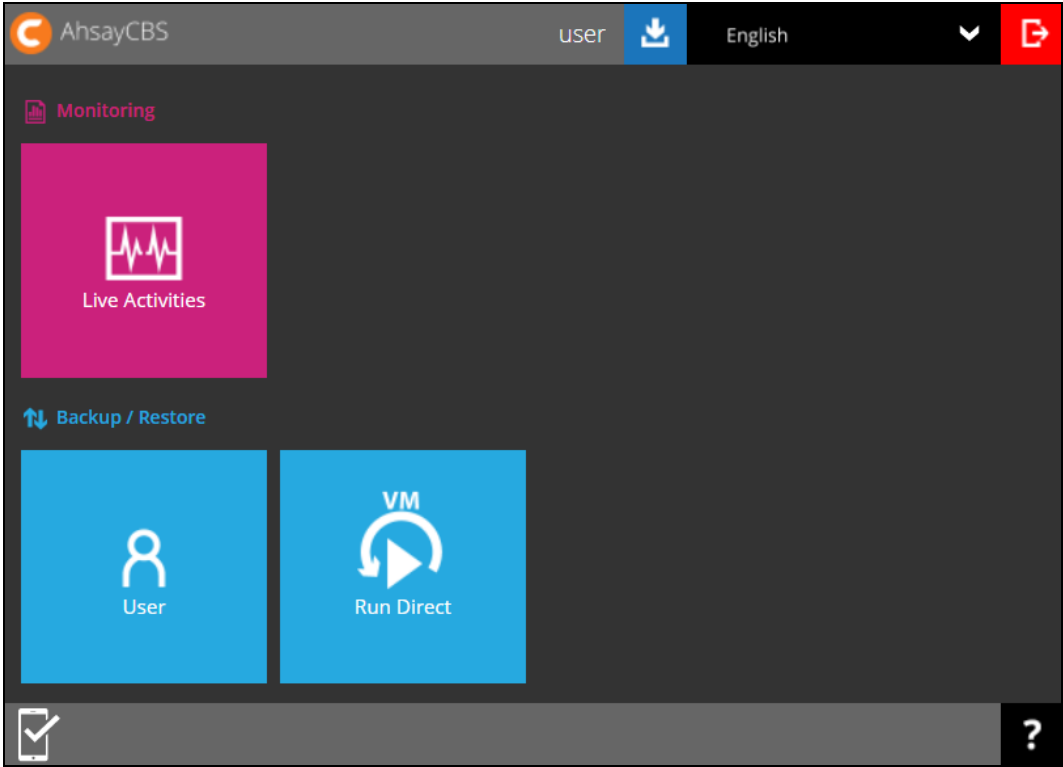 AhsayCBS user English
Monitoring
Live Activities
Backup / Restore
VM
User Run Direct
?